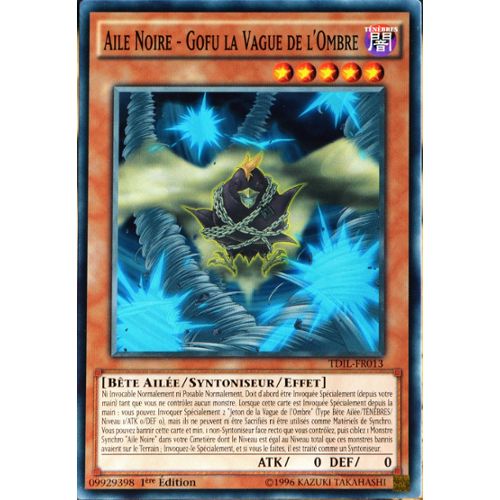 AILE NOIRE - GOFU LA VAGUE DE L'OMBRE
TÉNÈBRES
闇
TDIL-FR013
[BÊTE AILÉE/SYNTONISEUR/EFFET]
Ni Invocable Normalement ni Posable Normalement. Doit d'abord être Invoquée Spécialement (depuis votre
main) tant que vous ne contrôlez aucun monstre. Lorsque cette carte est Invoquée Spécialement depuis la
main : vous pouvez Invoquer Spécialement 2 "Jeton de la Vague de l'Ombre" (Type Bête Ailée/TÉNÈBRES/
Niveau 1/ATK 0/DEF 0), mais ils ne peuvent ni être Sacrifiés ni être utilisés comme Matériels de Synchro.
Vous pouvez bannir cette carte et min. 1 non-Syntoniseur face recto que vous contrôlez, puis ciblez 1 Monstre
Synchro "Aile Noire" dans votre Cimetière dont le Niveau est égal au Niveau total que ces monstres bannis
avaient sur le Terrain ; Invoquez-le Spécialement, et si vous le faites, il est traité comme un Syntoniseur.
ATK/ 0 DEF/ 0
09929398 1ère Édition ©1996 KAZUKI TAKAHASHI